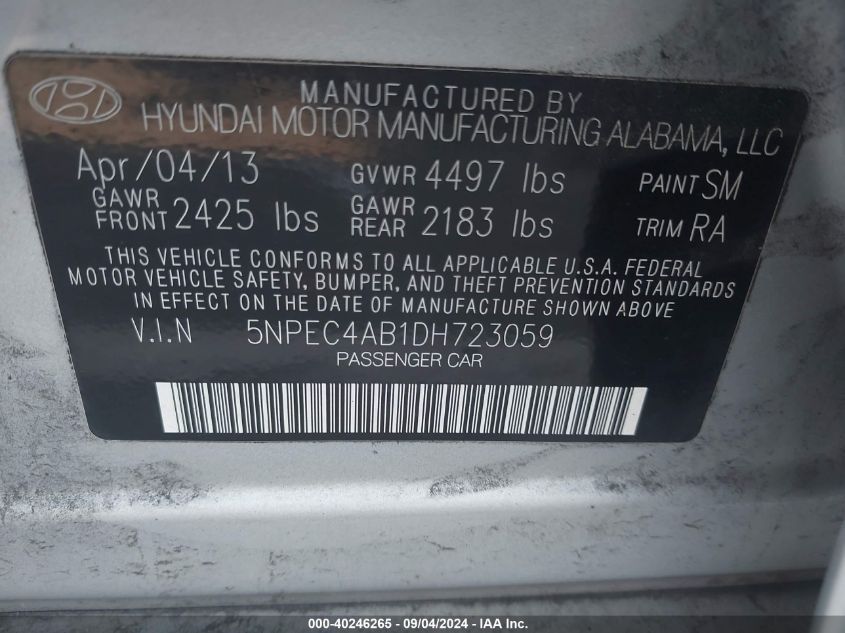 MANUFACTURED BY
HYUNDAI MOTOR MANUFACTURING ALABAMA, LLC
Apr/04/13 GVWR 4497 lbs PAINT SM
GAWR FRONT 2425 lbs GAWR REAR 2183 lbs TRIM RA
THIS VEHICLE CONFORMS TO ALL APPLICABLE U.S.A. FEDERAL
MOTOR VEHICLE SAFETY, BUMPER, AND THEFT PREVENTION STANDARDS
IN EFFECT ON THE DATE OF MANUFACTURE SHOWN ABOVE
V.I.N 5NPEC4AB1DH723059
PASSENGER CAR
000-40246265 - 09/04/2024 - IAA Inc.